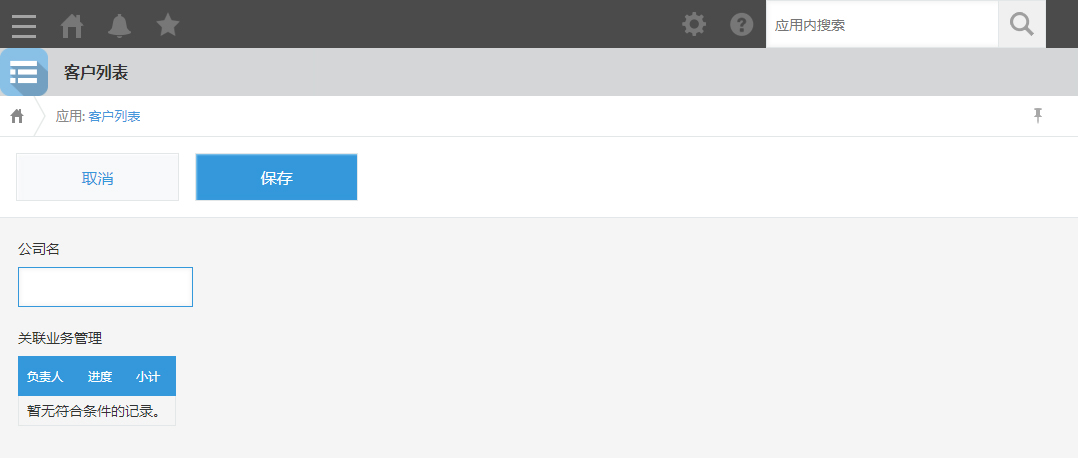 应用内搜索
客户列表
应用: 客户列表
取消 保存
公司名
关联业务管理
负责人 进度 小计
暂无符合条件的记录。